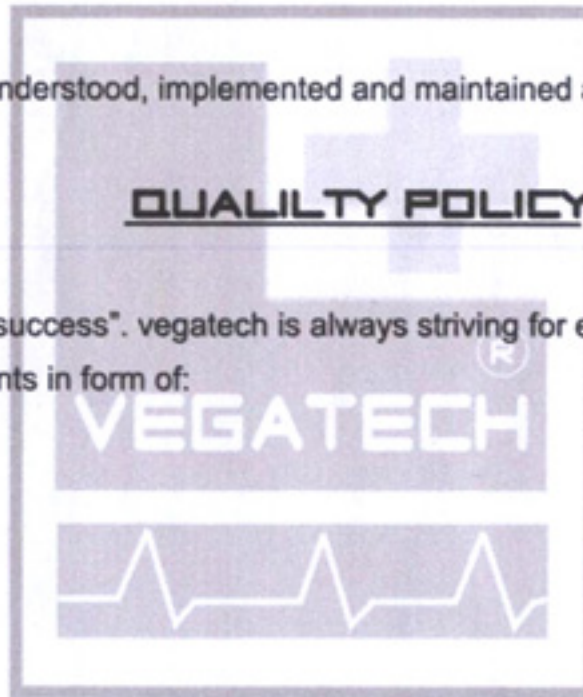 nderstood, implemented and maintained a
QUALILTY POLICY
success”. vegatech is always striving for e
®
nts in form of:
VEGATECH